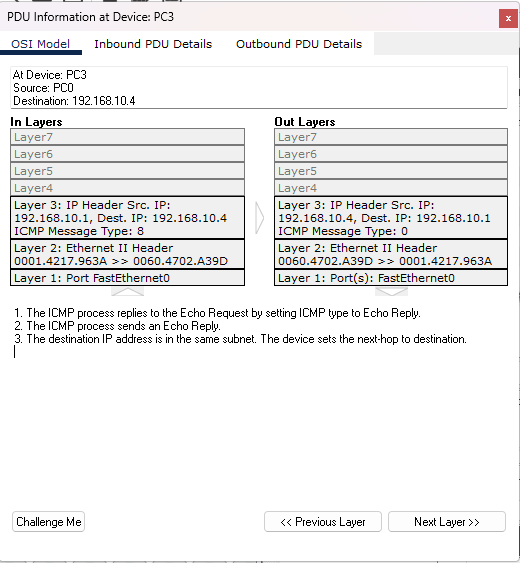 PDU Information at Device: PC3
x
OSI Model Inbound PDU Details Outbound PDU Details
At Device: PC3
Source: PC0
Destination: 192.168.10.4
In Layers
Layer7
Layer6
Layer5
Layer4
Layer 3: IP Header Src. IP:
192.168.10.1, Dest. IP: 192.168.10.4
ICMP Message Type: 8
Layer 2: Ethernet II Header
0001.4217.963A >> 0060.4702.A39D
Layer 1: Port FastEthernet0
Out Layers
Layer7
Layer6
Layer5
Layer4
Layer 3: IP Header Src. IP:
192.168.10.4, Dest. IP: 192.168.10.1
ICMP Message Type: 0
Layer 2: Ethernet II Header
0060.4702.A39D >> 0001.4217.963A
Layer 1: Port(s): FastEthernet0
1. The ICMP process replies to the Echo Request by setting ICMP type to Echo Reply.
2. The ICMP process sends an Echo Reply.
3. The destination IP address is in the same subnet. The device sets the next-hop to destination.
Challenge Me
<< Previous Layer
Next Layer >>